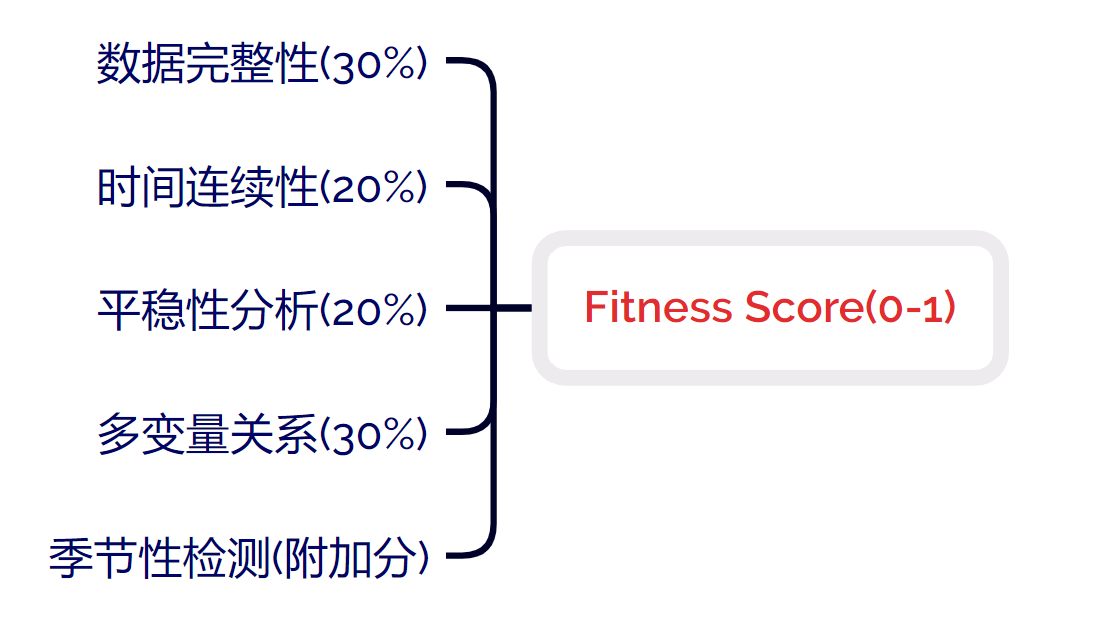 数据完整性(30%)
时间连续性(20%)
平稳性分析(20%)
多变量关系(30%)
季节性检测(附加分)
Fitness Score(0-1)